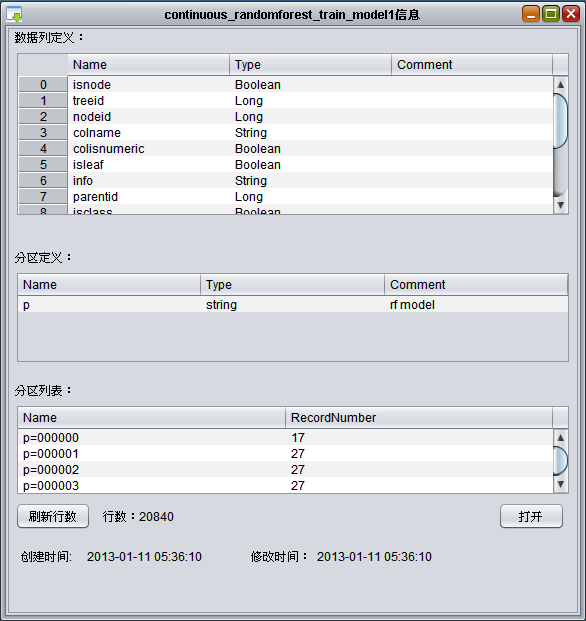 continuous_randomforest_train_model1信息
数据列定义：
Name Type Comment
0 isnode Boolean
1 treeid Long
2 nodeid Long
3 colname String
4 colisnumeric Boolean
5 isleaf Boolean
6 info String
7 parentid Long
8 isclass Boolean
分区定义：
Name Type Comment
p string rf model
分区列表：
Name RecordNumber
p=000000 17
p=000001 27
p=000002 27
p=000003 27
刷新行数 行数：20840 打开
创建时间: 2013-01-11 05:36:10 修改时间： 2013-01-11 05:36:10